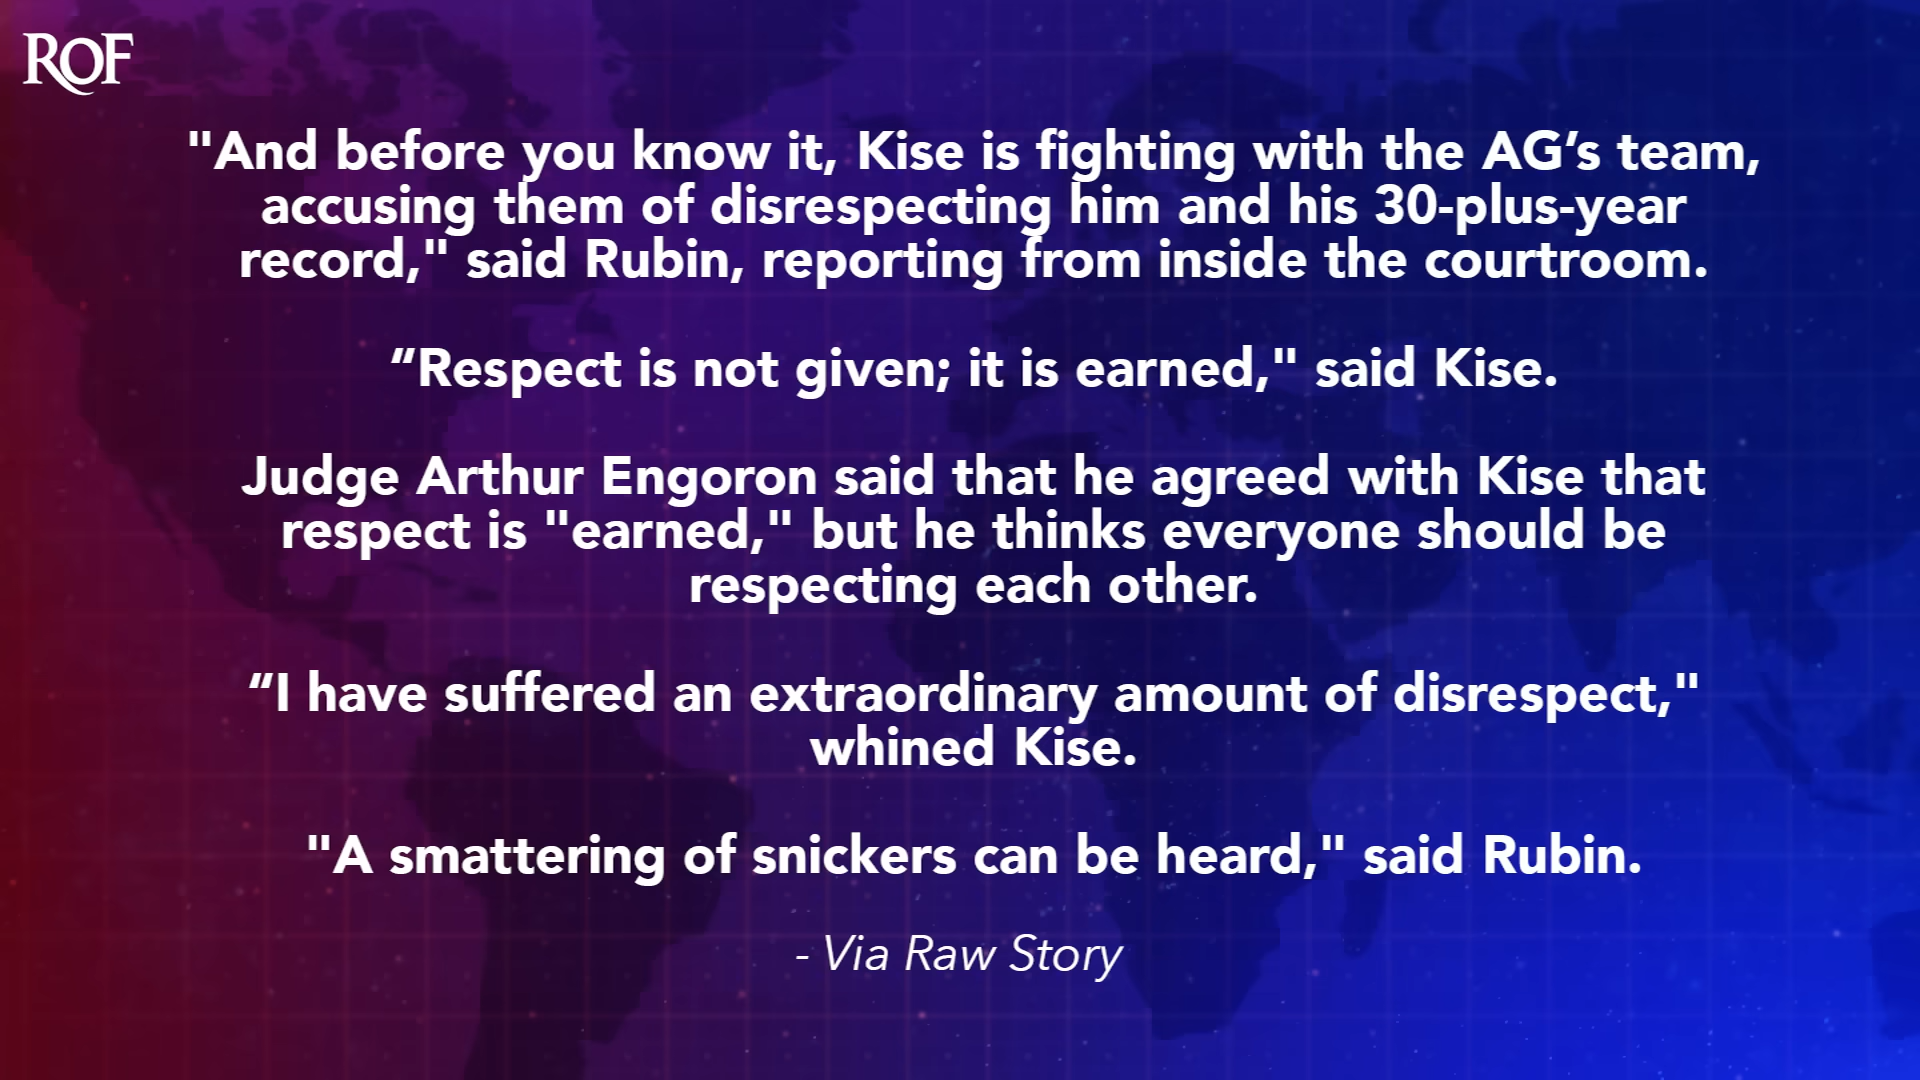 ROF
"And before you know it, Kise is fighting with the AG’s team,
accusing them of disrespecting him and his 30-plus-year
record," said Rubin, reporting from inside the courtroom.
“Respect is not given; it is earned," said Kise.
Judge Arthur Engoron said that he agreed with Kise that
respect is "earned," but he thinks everyone should be
respecting each other.
“I have suffered an extraordinary amount of disrespect,"
whined Kise.
"A smattering of snickers can be heard," said Rubin.
- Via Raw Story